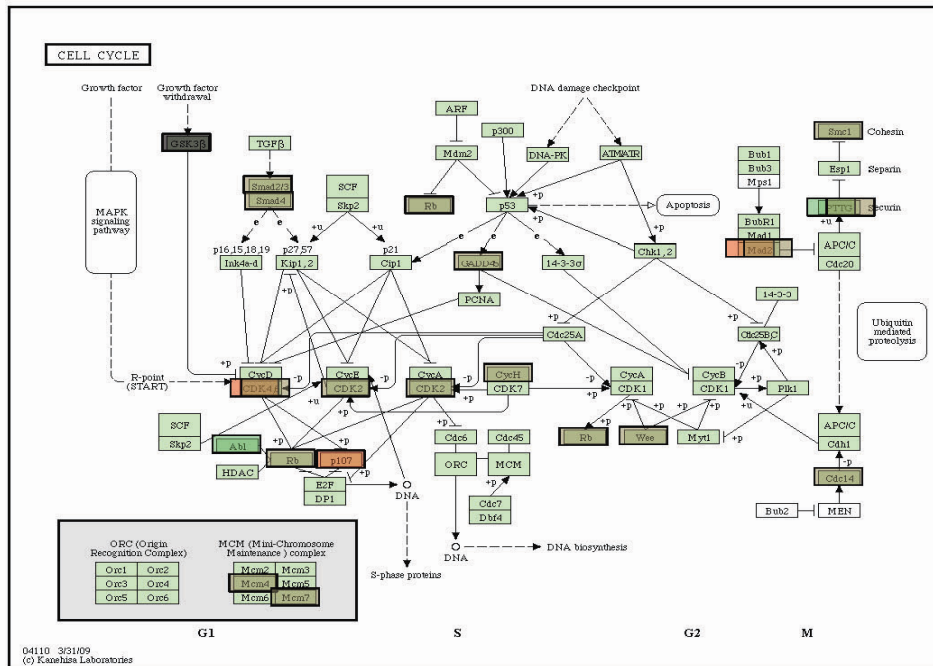 CELL CYCLE
Growth factor
Growth factor
withdrawal
DNA damage checkpoint
GSK3β
TGFβ
ARF
p300
Smc1
Cohesin
Mdm2
DNA-PK
ATM/ATR
Bub1
Bub3
Mps1
Esp1
Separin
Smad2/3
Smad4
SCF
Skp2
Rb
p53
+p
Apoptosis
PTTG
Securin
MAPK
signaling
pathway
e
e
+u
+u
e
e
e
+p
BubR1
Mad1
Mad2
+u
p16,15,18,19
Ink4a-d
p27,57
Kip1,2
p21
Cip1
GADD45
14-3-3σ
Chk1,2
APC/C
Cdc20
+p
PCNA
14-3-3
+p
+p
Cdc25A
Cdc25B,C
Ubiquitin
mediated
proteolysis
R-point
(START)
+p
CycD
CDK4,6
-p
+p
CycE
CDK2
-p
+p
CycA
CDK2
-p
CycH
CDK7
+p
-p
CycA
CDK1
+p
CycB
CDK1
-p
+p
Plk1
+u
+u
SCF
Skp2
Abl
+p
+p
HDAC
Rb
p107
+p
+p
Cdc6
Cdc45
ORC
MCM
+p
Cdc7
Dbf4
+p
Rb
Wee
+p
Myt1
+p
APC/C
Cdh1
-p
Cdc14
E2F
DP1
DNA
Bub2
MEN
DNA
DNA biosynthesis
S-phase proteins
ORC (Origin
Recognition Complex)
MCM (Mini-Chromosome
Maintenance ) complex
Orc1 Orc2
Orc3 Orc4
Orc5 Orc6
Mcm2 Mcm3
Mcm4 Mcm5
Mcm6 Mcm7
G1 S G2 M
04110 3/31/09
(c) Kanehisa Laboratories